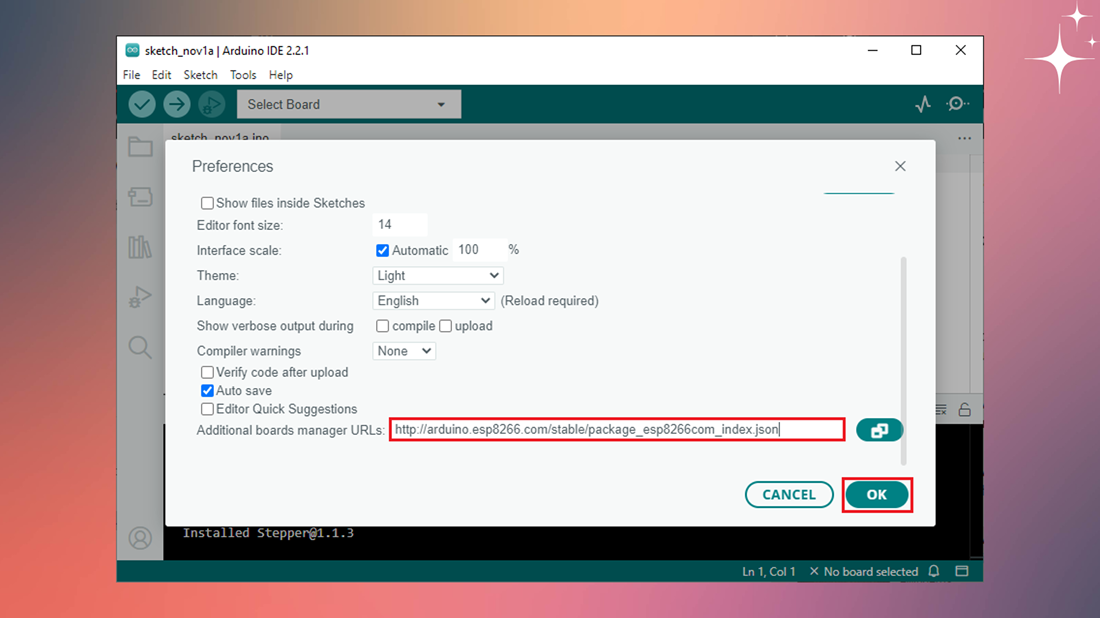 sketch_nov1a | Arduino IDE 2.2.1
File Edit Sketch Tools Help
Select Board
sketch_nov1a.ino
Preferences
Show files inside Sketches
Editor font size: 14
Interface scale: Automatic 100 %
Theme: Light
Language: English (Reload required)
Show verbose output during compile upload
Compiler warnings None
Verify code after upload
Auto save
Editor Quick Suggestions
Additional boards manager URLs: http://arduino.esp8266.com/stable/package_esp8266com_index.json
CANCEL OK
Installed Stepper@1.1.3
Ln 1, Col 1 No board selected